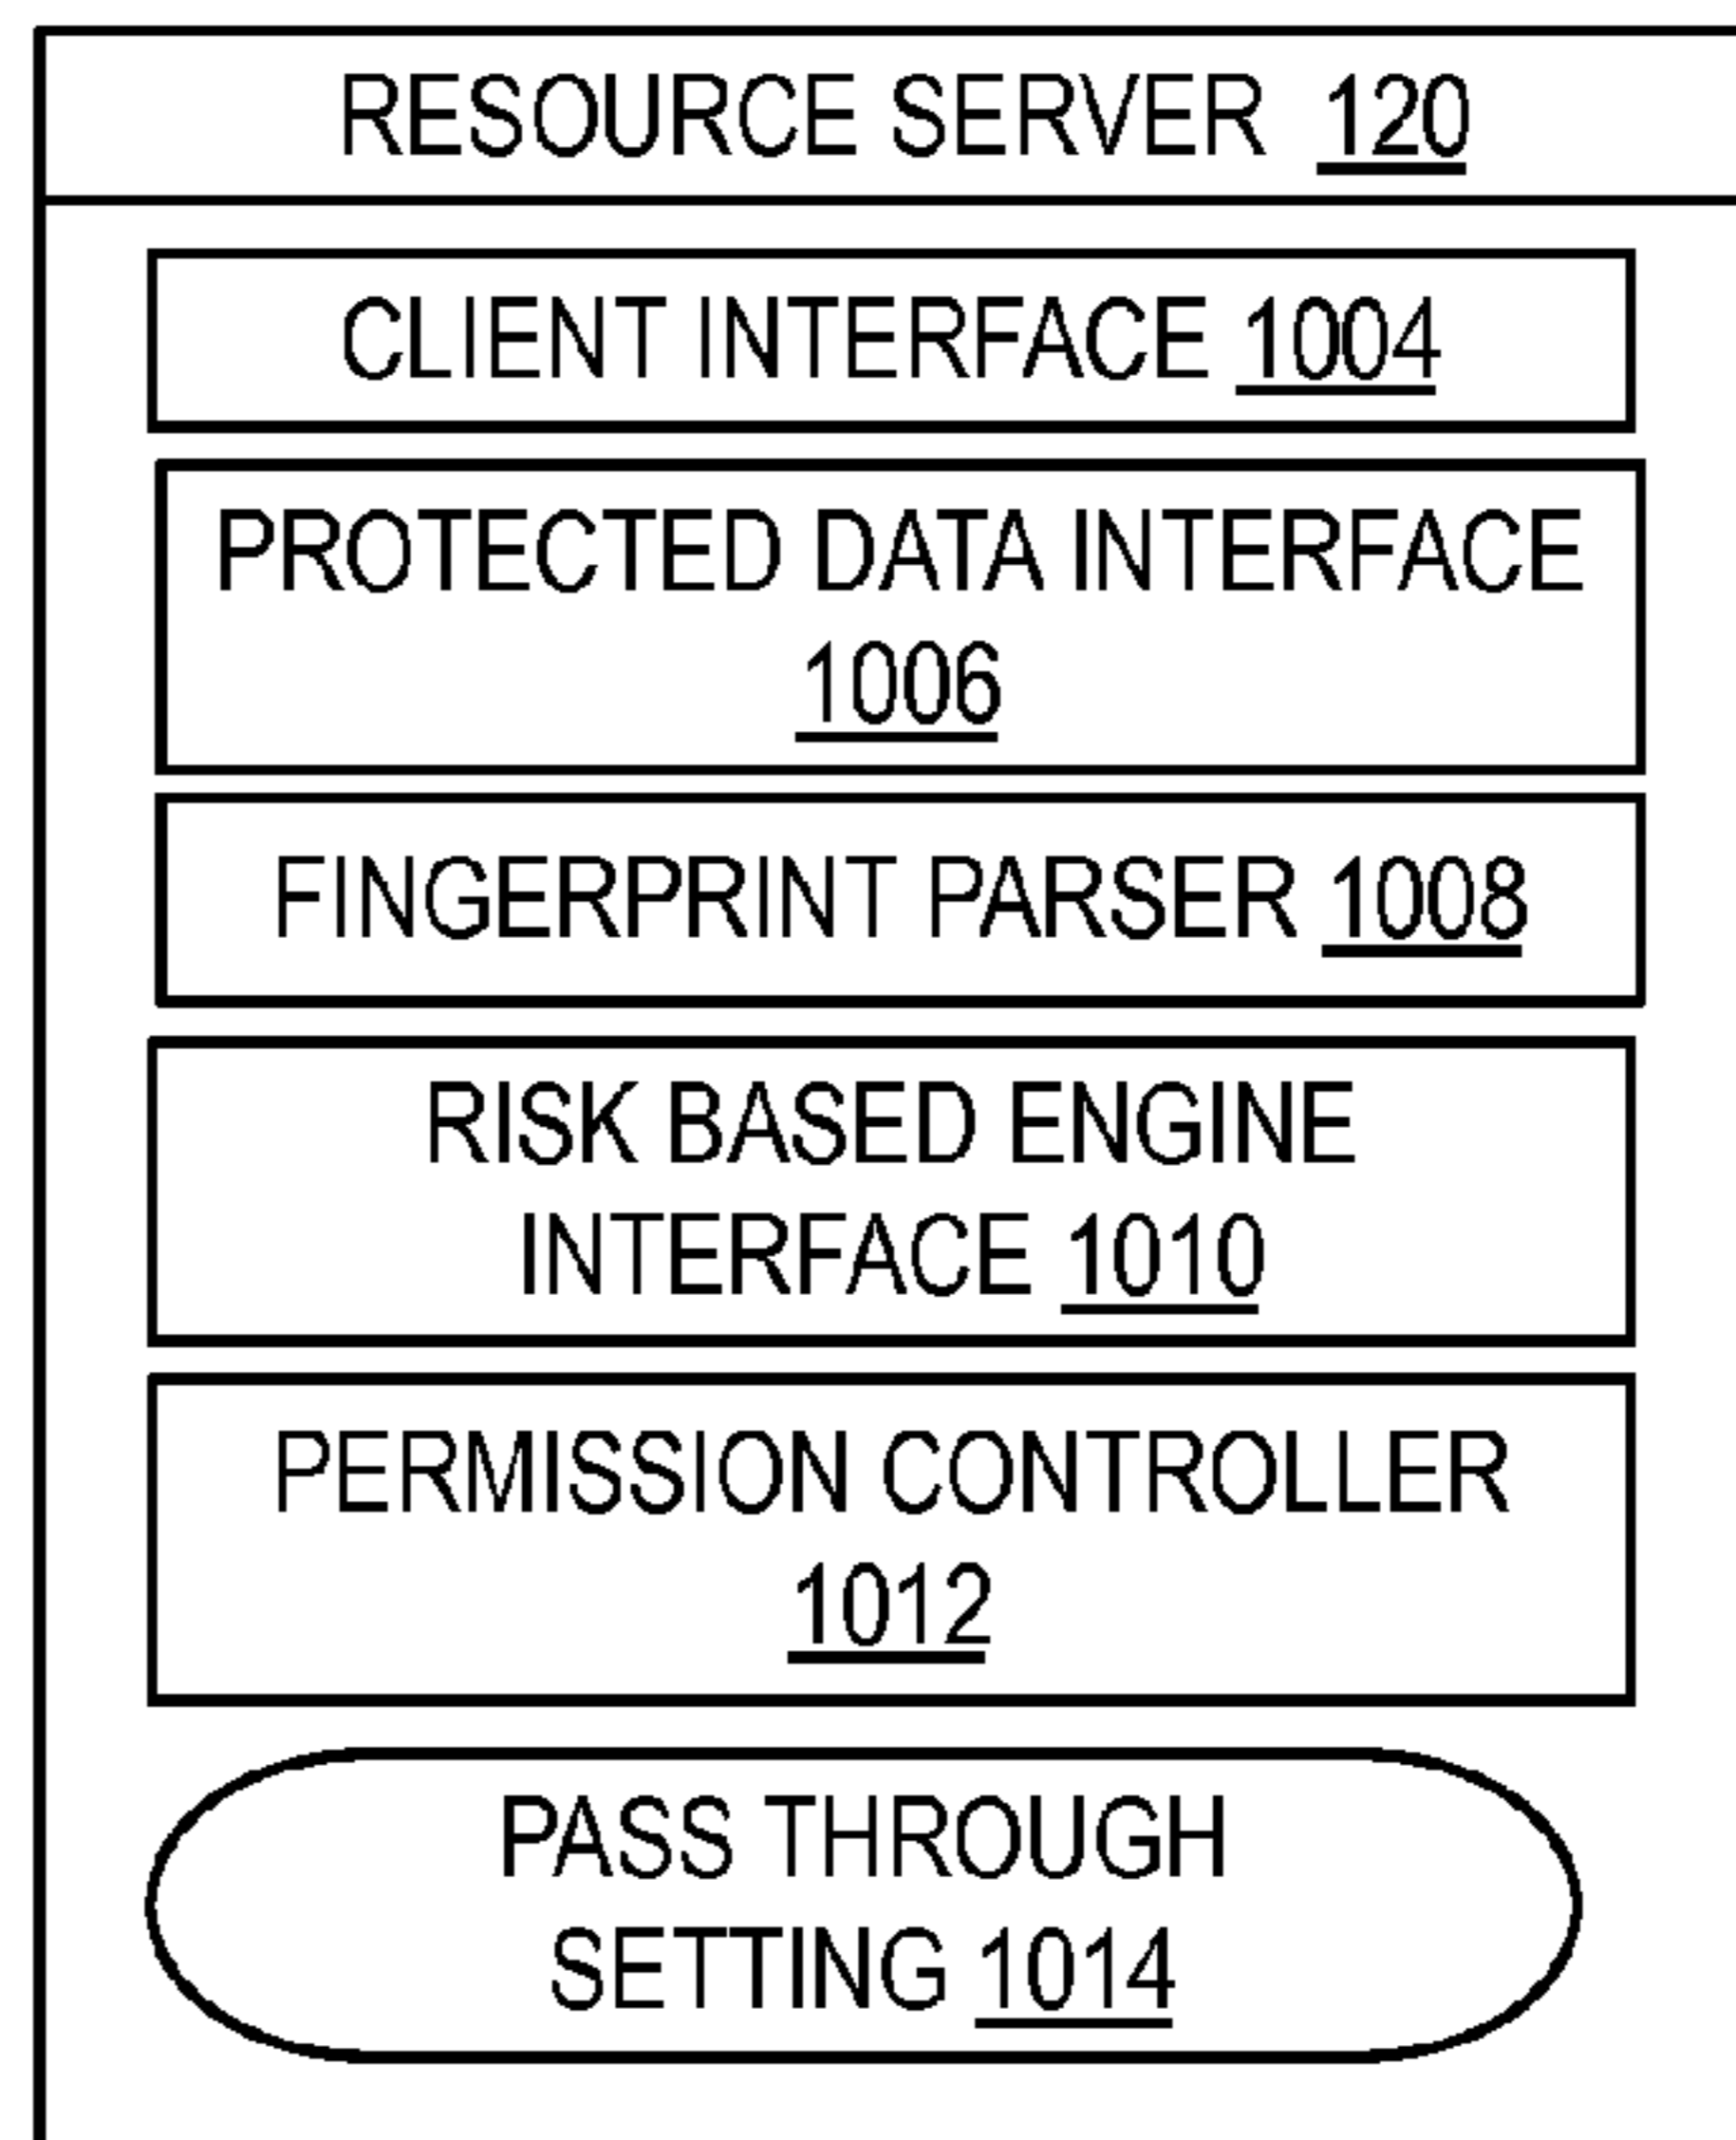 RESOURCE SERVER 120
CLIENT INTERFACE 1004
PROTECTED DATA INTERFACE
1006
FINGERPRINT PARSER 1008
RISK BASED ENGINE
INTERFACE 1010
PERMISSION CONTROLLER
1012
PASS THROUGH
SETTING 1014